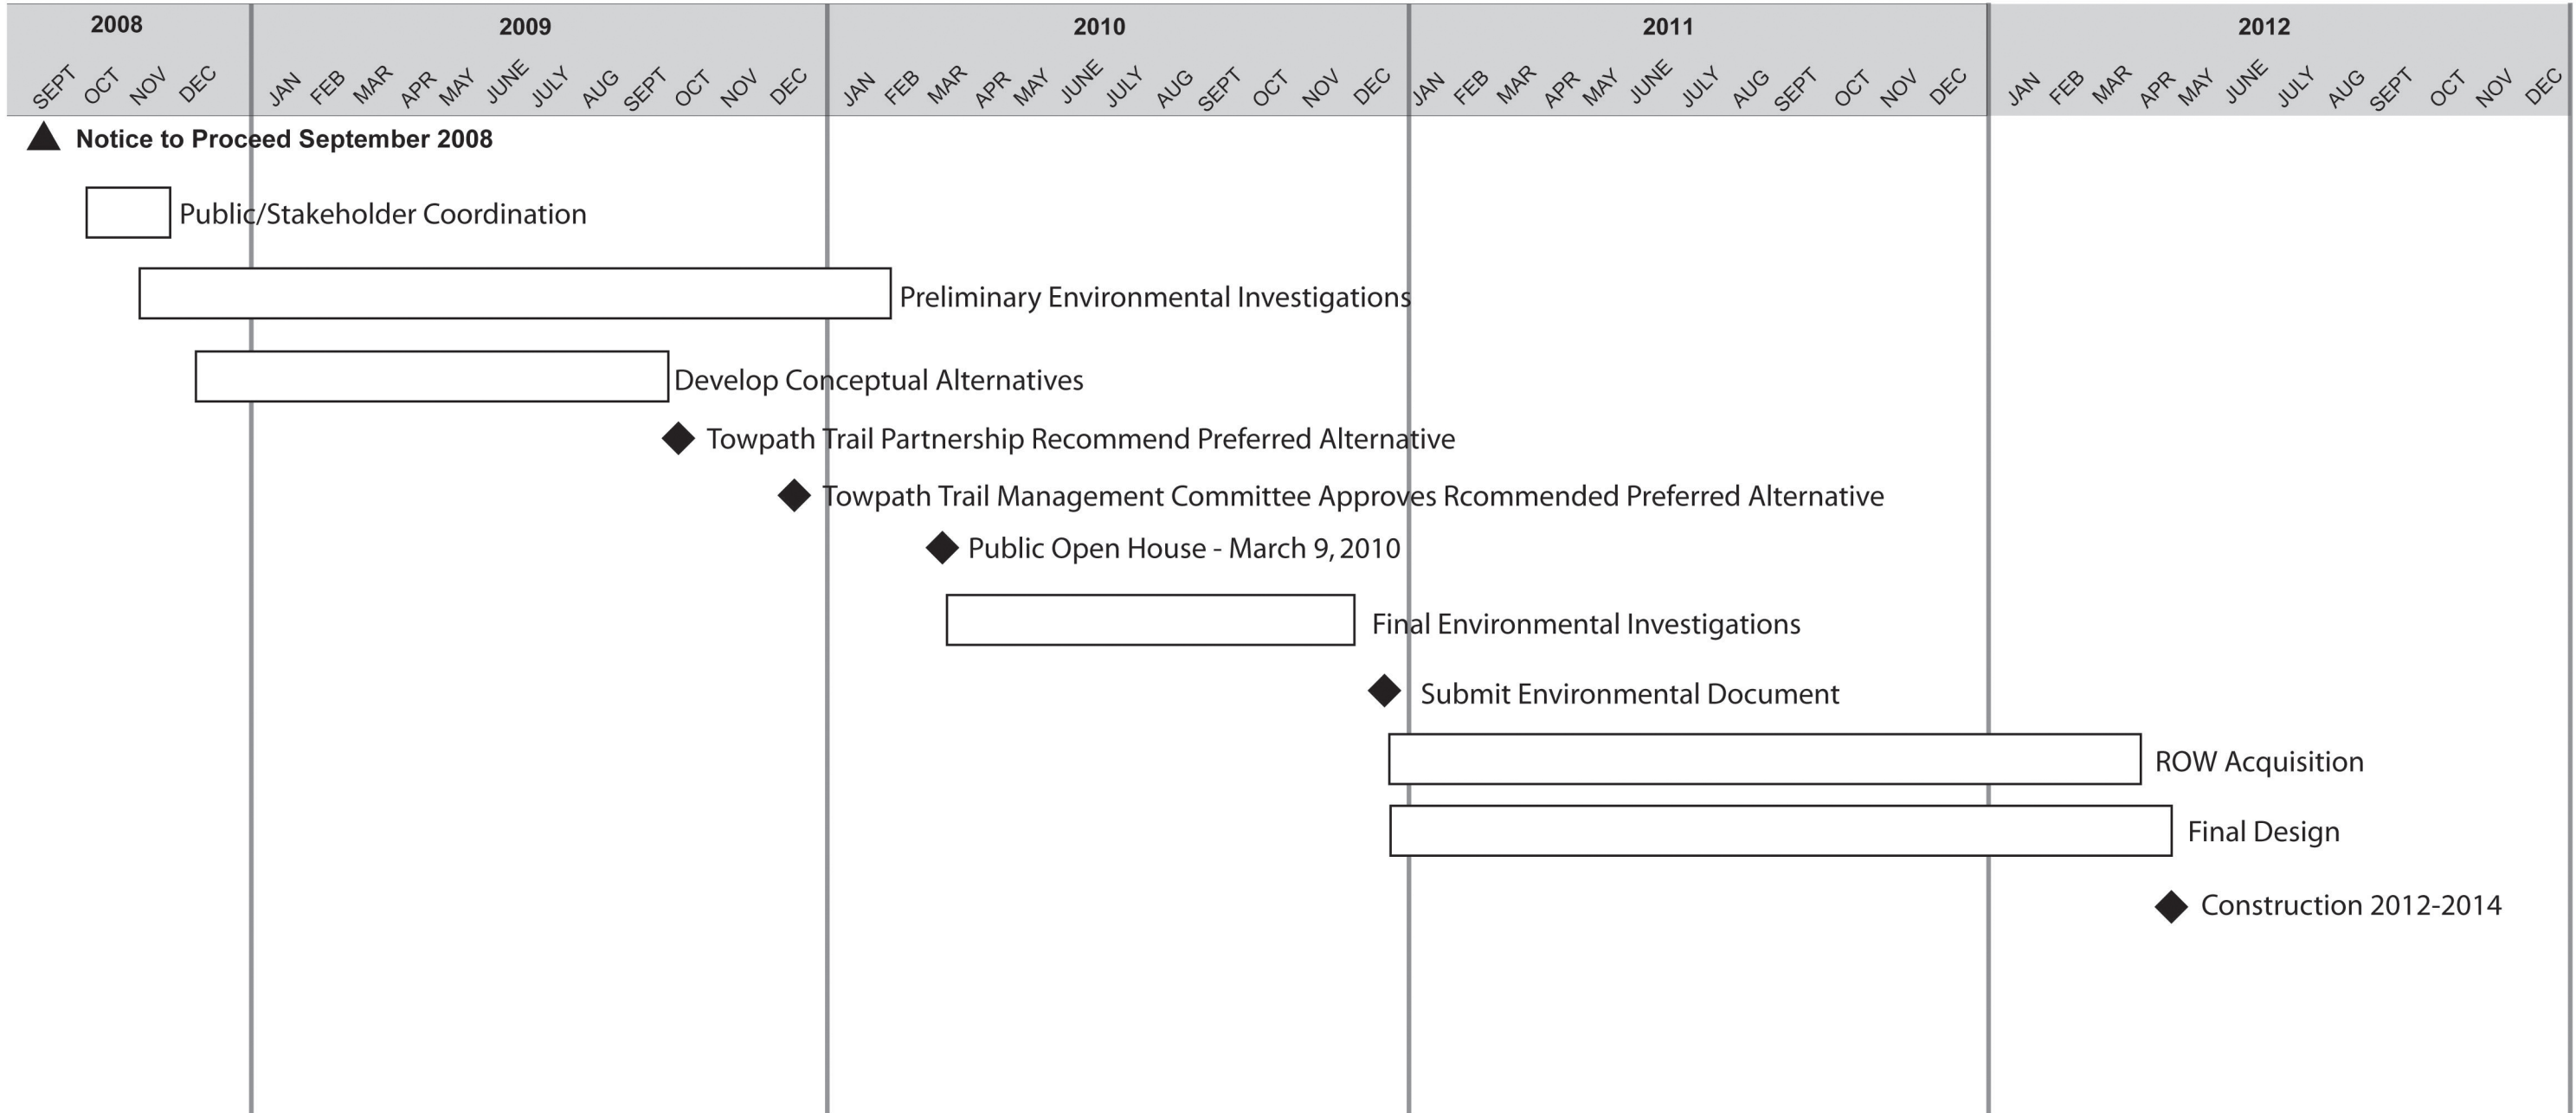 2008 2009 2010 2011 2012
SEPT OCT NOV DEC JAN FEB MAR APR MAY JUNE JULY AUG SEPT OCT NOV DEC JAN FEB MAR APR MAY JUNE JULY AUG SEPT OCT NOV DEC JAN FEB MAR APR MAY JUNE JULY AUG SEPT OCT NOV DEC JAN FEB MAR APR MAY JUNE JULY AUG SEPT OCT NOV DEC
Notice to Proceed September 2008
Public/Stakeholder Coordination
Preliminary Environmental Investigations
Develop Conceptual Alternatives
Towpath Trail Partnership Recommend Preferred Alternative
Towpath Trail Management Committee Approves Rcommended Preferred Alternative
Public Open House - March 9, 2010
Final Environmental Investigations
Submit Environmental Document
ROW Acquisition
Final Design
Construction 2012-2014